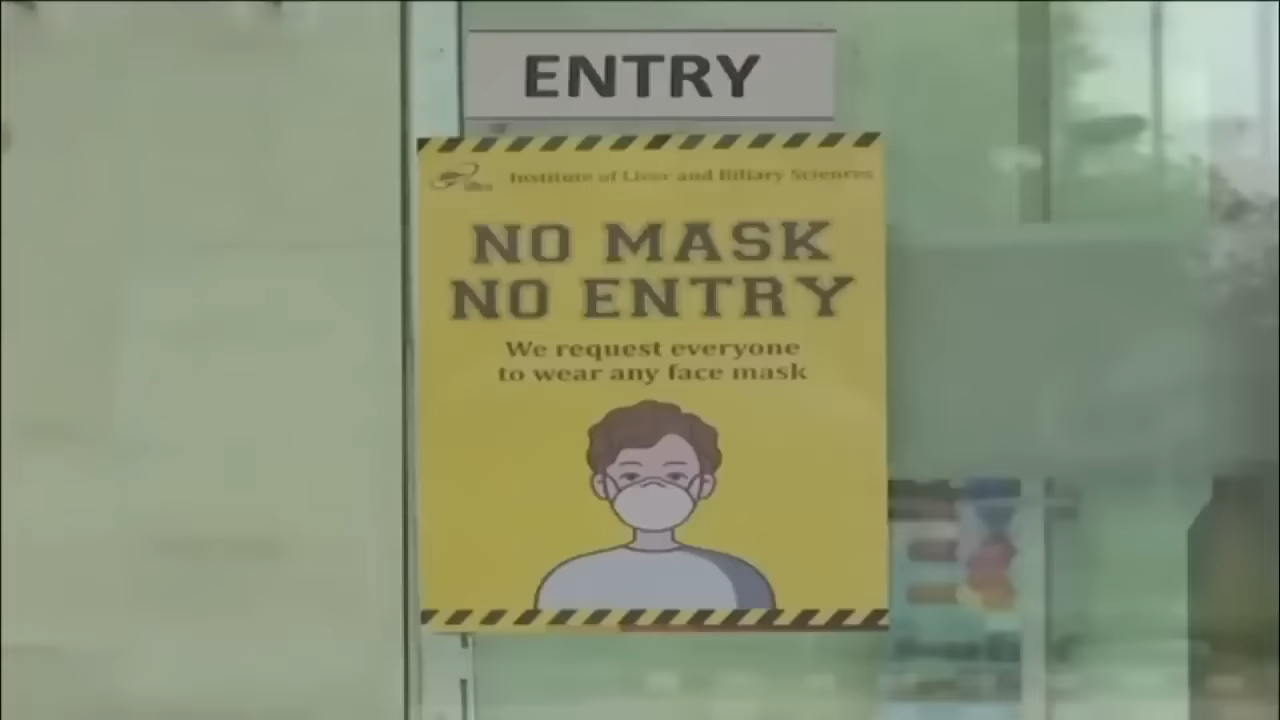 ENTRY
Institute of Liver and Biliary Sciences
NO MASK
NO ENTRY
We request everyone
to wear any face mask